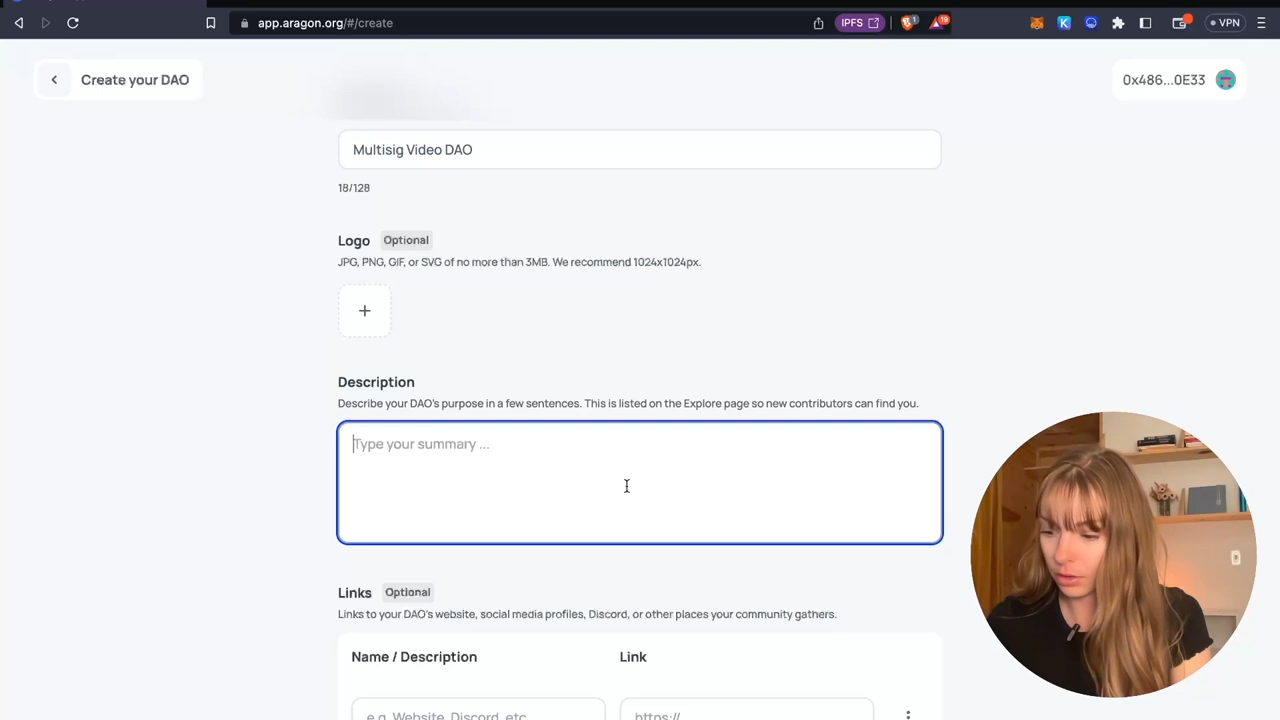 app.aragon.org/#/create
IPFS
1
19
VPN
Create your DAO
0x486...0E33
Multisig Video DAO
18/128
Logo Optional
JPG, PNG, GIF, or SVG of no more than 3MB. We recommend 1024x1024px.
+
Description
Describe your DAO's purpose in a few sentences. This is listed on the Explore page so new contributors can find you.
Type your summary ...
Links Optional
Links to your DAO's website, social media profiles, Discord, or other places your community gathers.
Name / Description
Link
e.g. Website, Discord, etc.
https://